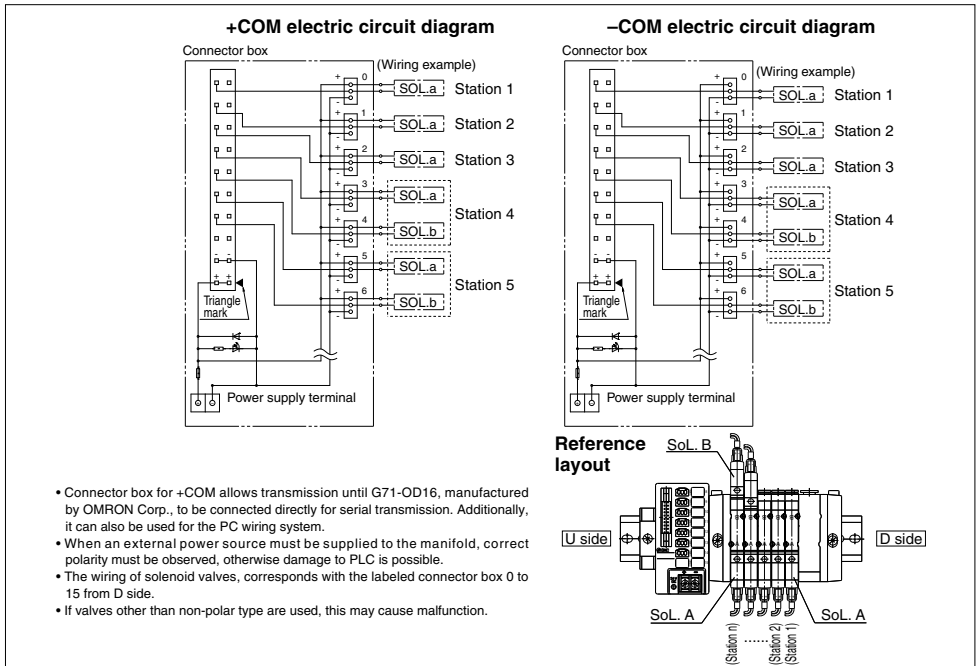 +COM electric circuit diagram
Connector box
(Wiring example)
+ 0
SOL.a Station 1
-
+ 1
SOL.a Station 2
-
+ 2
SOL.a Station 3
-
+ 3
SOL.a
-
Station 4
+ 4
SOL.b
-
+ 5
SOL.a
-
Station 5
+ 6
SOL.b
-
- -
+ +
Triangle
mark
Power supply terminal
–COM electric circuit diagram
Connector box
(Wiring example)
+ 0
SOL.a Station 1
-
+ 1
SOL.a Station 2
-
+ 2
SOL.a Station 3
-
+ 3
SOL.a
-
Station 4
+ 4
SOL.b
-
+ 5
SOL.a
-
Station 5
+ 6
SOL.b
-
- -
+ +
Triangle
mark
Power supply terminal
• Connector box for +COM allows transmission until G71-OD16, manufactured
by OMRON Corp., to be connected directly for serial transmission. Additionally,
it can also be used for the PC wiring system.
• When an external power source must be supplied to the manifold, correct
polarity must be observed, otherwise damage to PLC is possible.
• The wiring of solenoid valves, corresponds with the labeled connector box 0 to
15 from D side.
• If valves other than non-polar type are used, this may cause malfunction.
Reference
layout
SoL. B
U side
D side
SoL. A
SoL. A
(Station n)
......
(Station 2)
(Station 1)